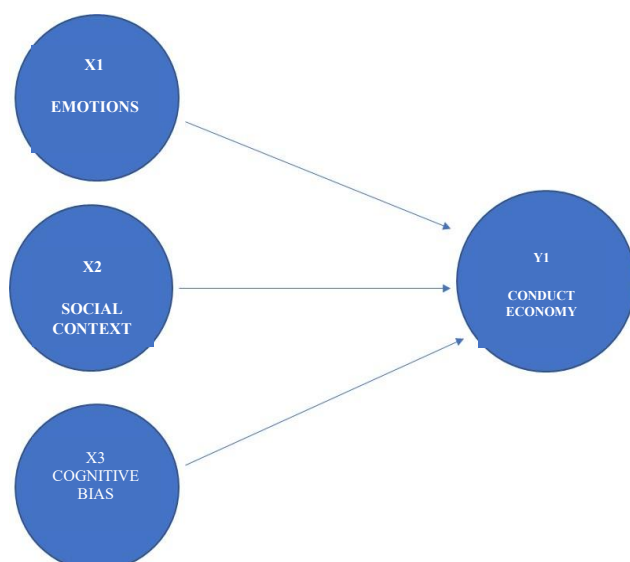 X1
EMOTIONS
X2
SOCIAL
CONTEXT
X3
COGNITIVE
BIAS
Y1
CONDUCT
ECONOMY